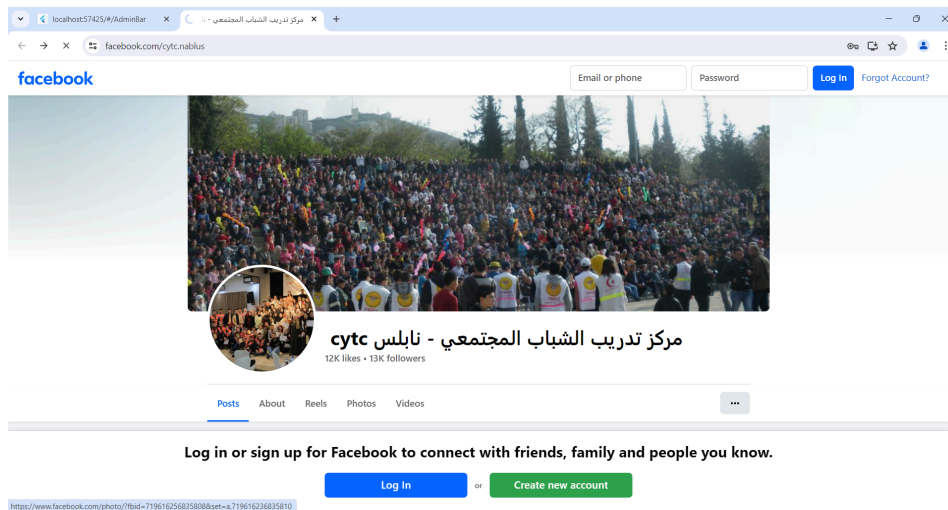 localhost:57425/#/AdminBar
مركز تدريب الشباب المجتمعي - نا
facebook.com/cytc.nablus
facebook
Email or phone
Password
Log In
Forgot Account?
مركز تدريب الشباب المجتمعي - نابلس cytc
12K likes • 13K followers
Posts
About
Reels
Photos
Videos
Log in or sign up for Facebook to connect with friends, family and people you know.
Log In
or
Create new account
https://www.facebook.com/photo/?fbid=719616256835808&set=a.719616236835810